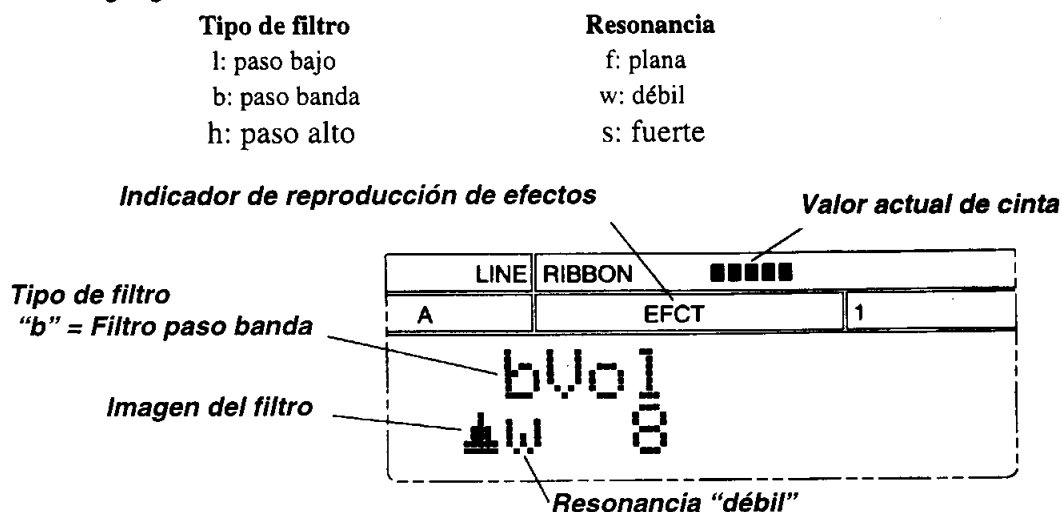 Tipo de filtro Resonancia
l: paso bajo f: plana
b: paso banda w: débil
h: paso alto s: fuerte
Indicador de reproducción de efectos
Valor actual de cinta
LINE RIBBON
Tipo de filtro
"b" = Filtro paso banda
A EFCT 1
bVol
Imagen del filtro
w 8
Resonancia "débil"